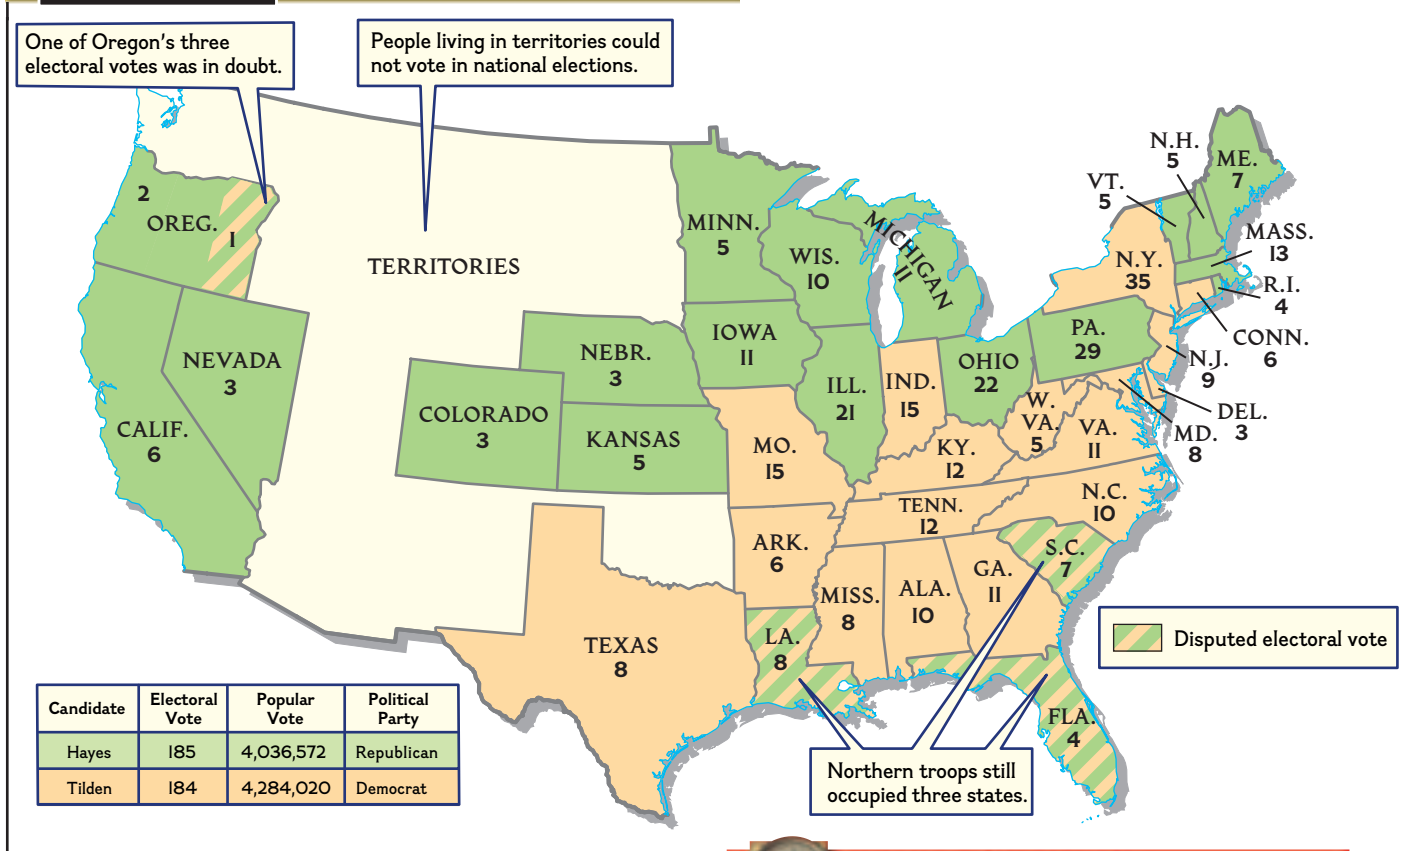 One of Oregon's three
electoral votes was in doubt.
People living in territories could
not vote in national elections.
2
OREG.
1
TERRITORIES
NEVADA
3
CALIF.
6
COLORADO
3
NEBR.
3
KANSAS
5
MINN.
5
IOWA
11
WIS.
10
MICHIGAN
11
ILL.
21
IND.
15
OHIO
22
PA.
29
N.Y.
35
VT.
5
N.H.
5
ME.
7
MASS.
13
R.I.
4
CONN.
6
N.J.
9
DEL.
3
MD.
8
W.
VA.
5
VA.
11
KY.
12
MO.
15
TENN.
12
N.C.
10
ARK.
6
S.C.
7
MISS.
8
ALA.
10
GA.
11
TEXAS
8
LA.
8
FLA.
4
Northern troops still
occupied three states.
Disputed electoral vote
Candidate Electoral Vote Popular Vote Political Party
Hayes 185 4,036,572 Republican
Tilden 184 4,284,020 Democrat